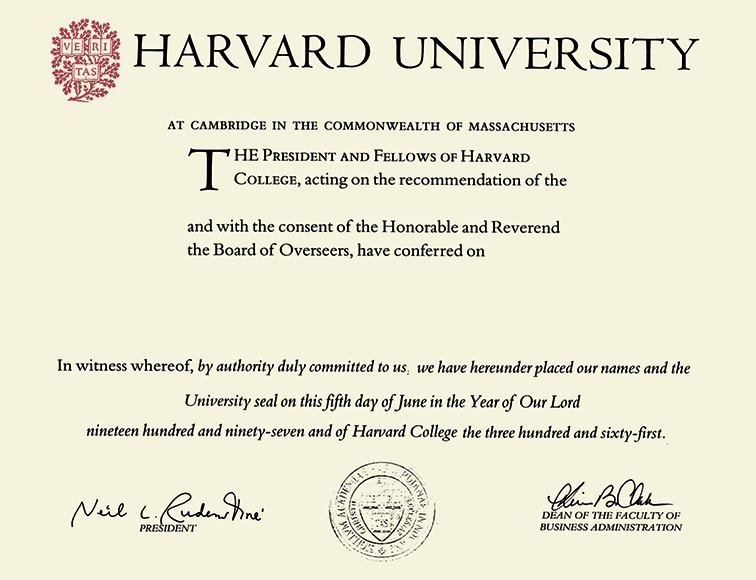 VE RI
TAS
HARVARD UNIVERSITY
AT CAMBRIDGE IN THE COMMONWEALTH OF MASSACHUSETTS
THE PRESIDENT AND FELLOWS OF HARVARD
COLLEGE, acting on the recommendation of the
and with the consent of the Honorable and Reverend
the Board of Overseers, have conferred on
In witness whereof, by authority duly committed to us, we have hereunder placed our names and the
University seal on this fifth day of June in the Year of Our Lord
nineteen hundred and ninety-seven and of Harvard College the three hundred and sixty-first.
Neil L. Rudenstine
PRESIDENT
DEAN OF THE FACULTY OF
BUSINESS ADMINISTRATION